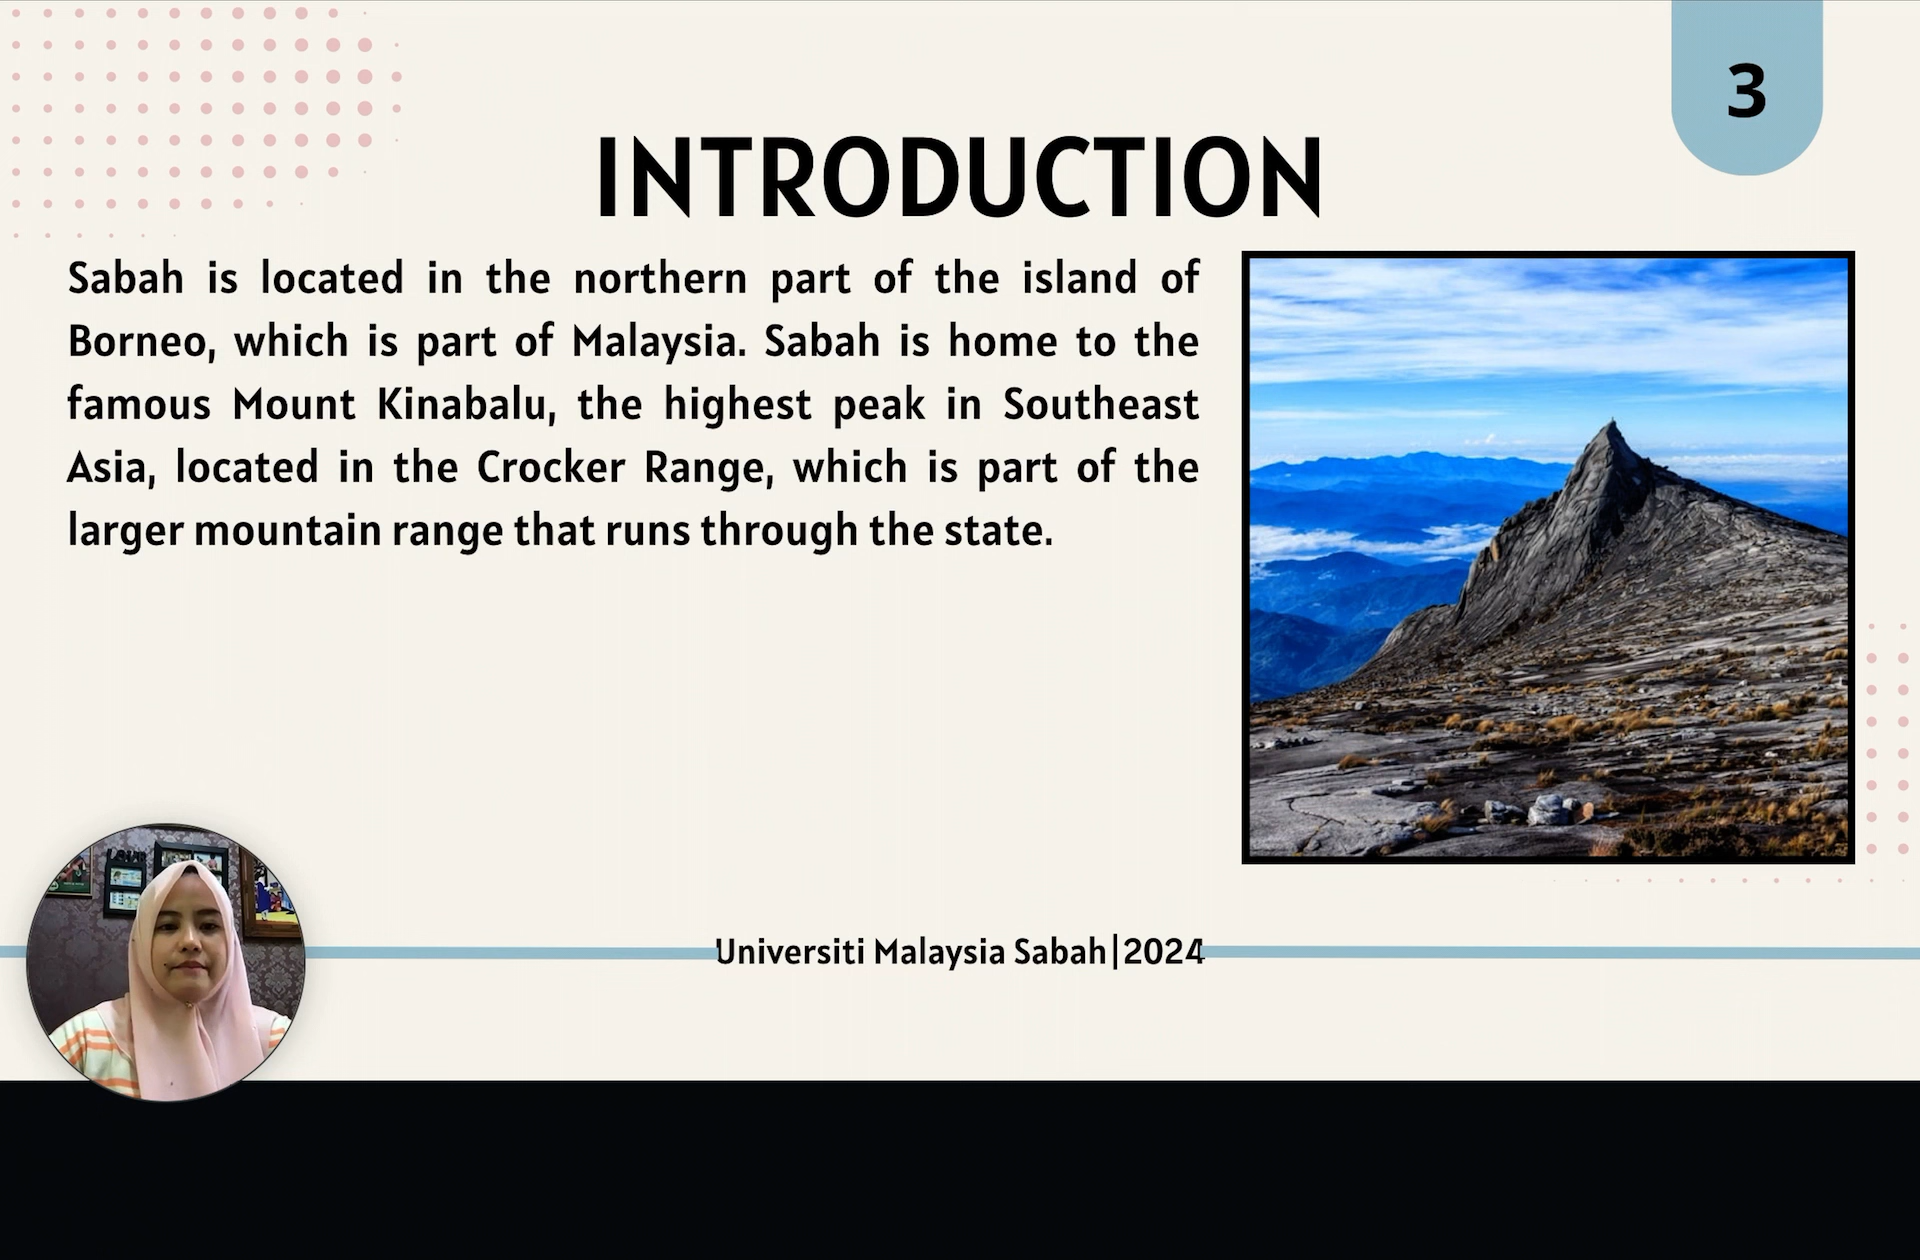 3
INTRODUCTION
Sabah is located in the northern part of the island of
Borneo, which is part of Malaysia. Sabah is home to the
famous Mount Kinabalu, the highest peak in Southeast
Asia, located in the Crocker Range, which is part of the
larger mountain range that runs through the state.
Universiti Malaysia Sabah|2024